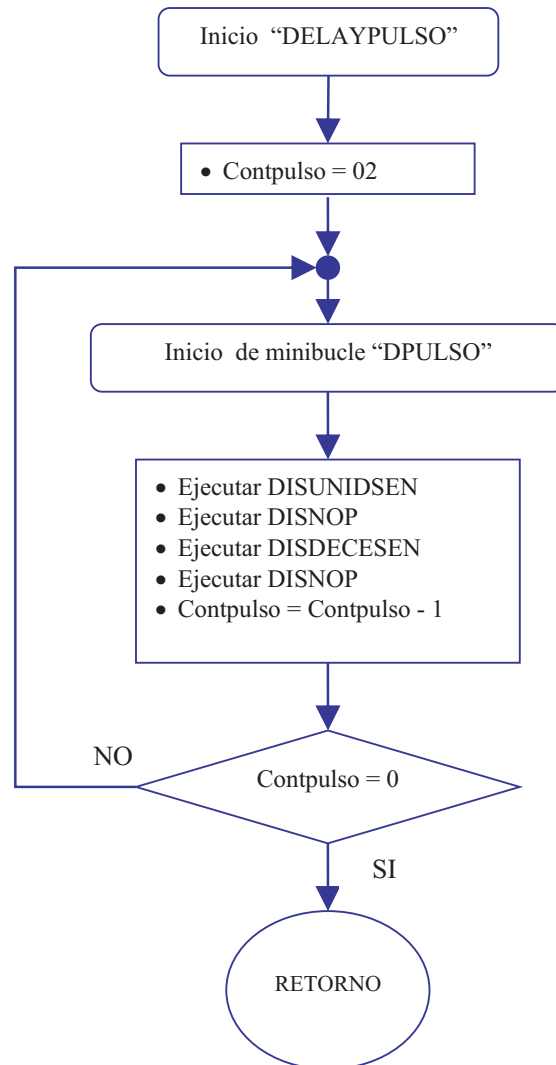 Inicio “DELAYPULSO”
• Contpulso = 02
Inicio de minibucle “DPULSO”
• Ejecutar DISUNIDSEN
• Ejecutar DISNOP
• Ejecutar DISDECESEN
• Ejecutar DISNOP
• Contpulso = Contpulso - 1
NO
Contpulso = 0
SI
RETORNO